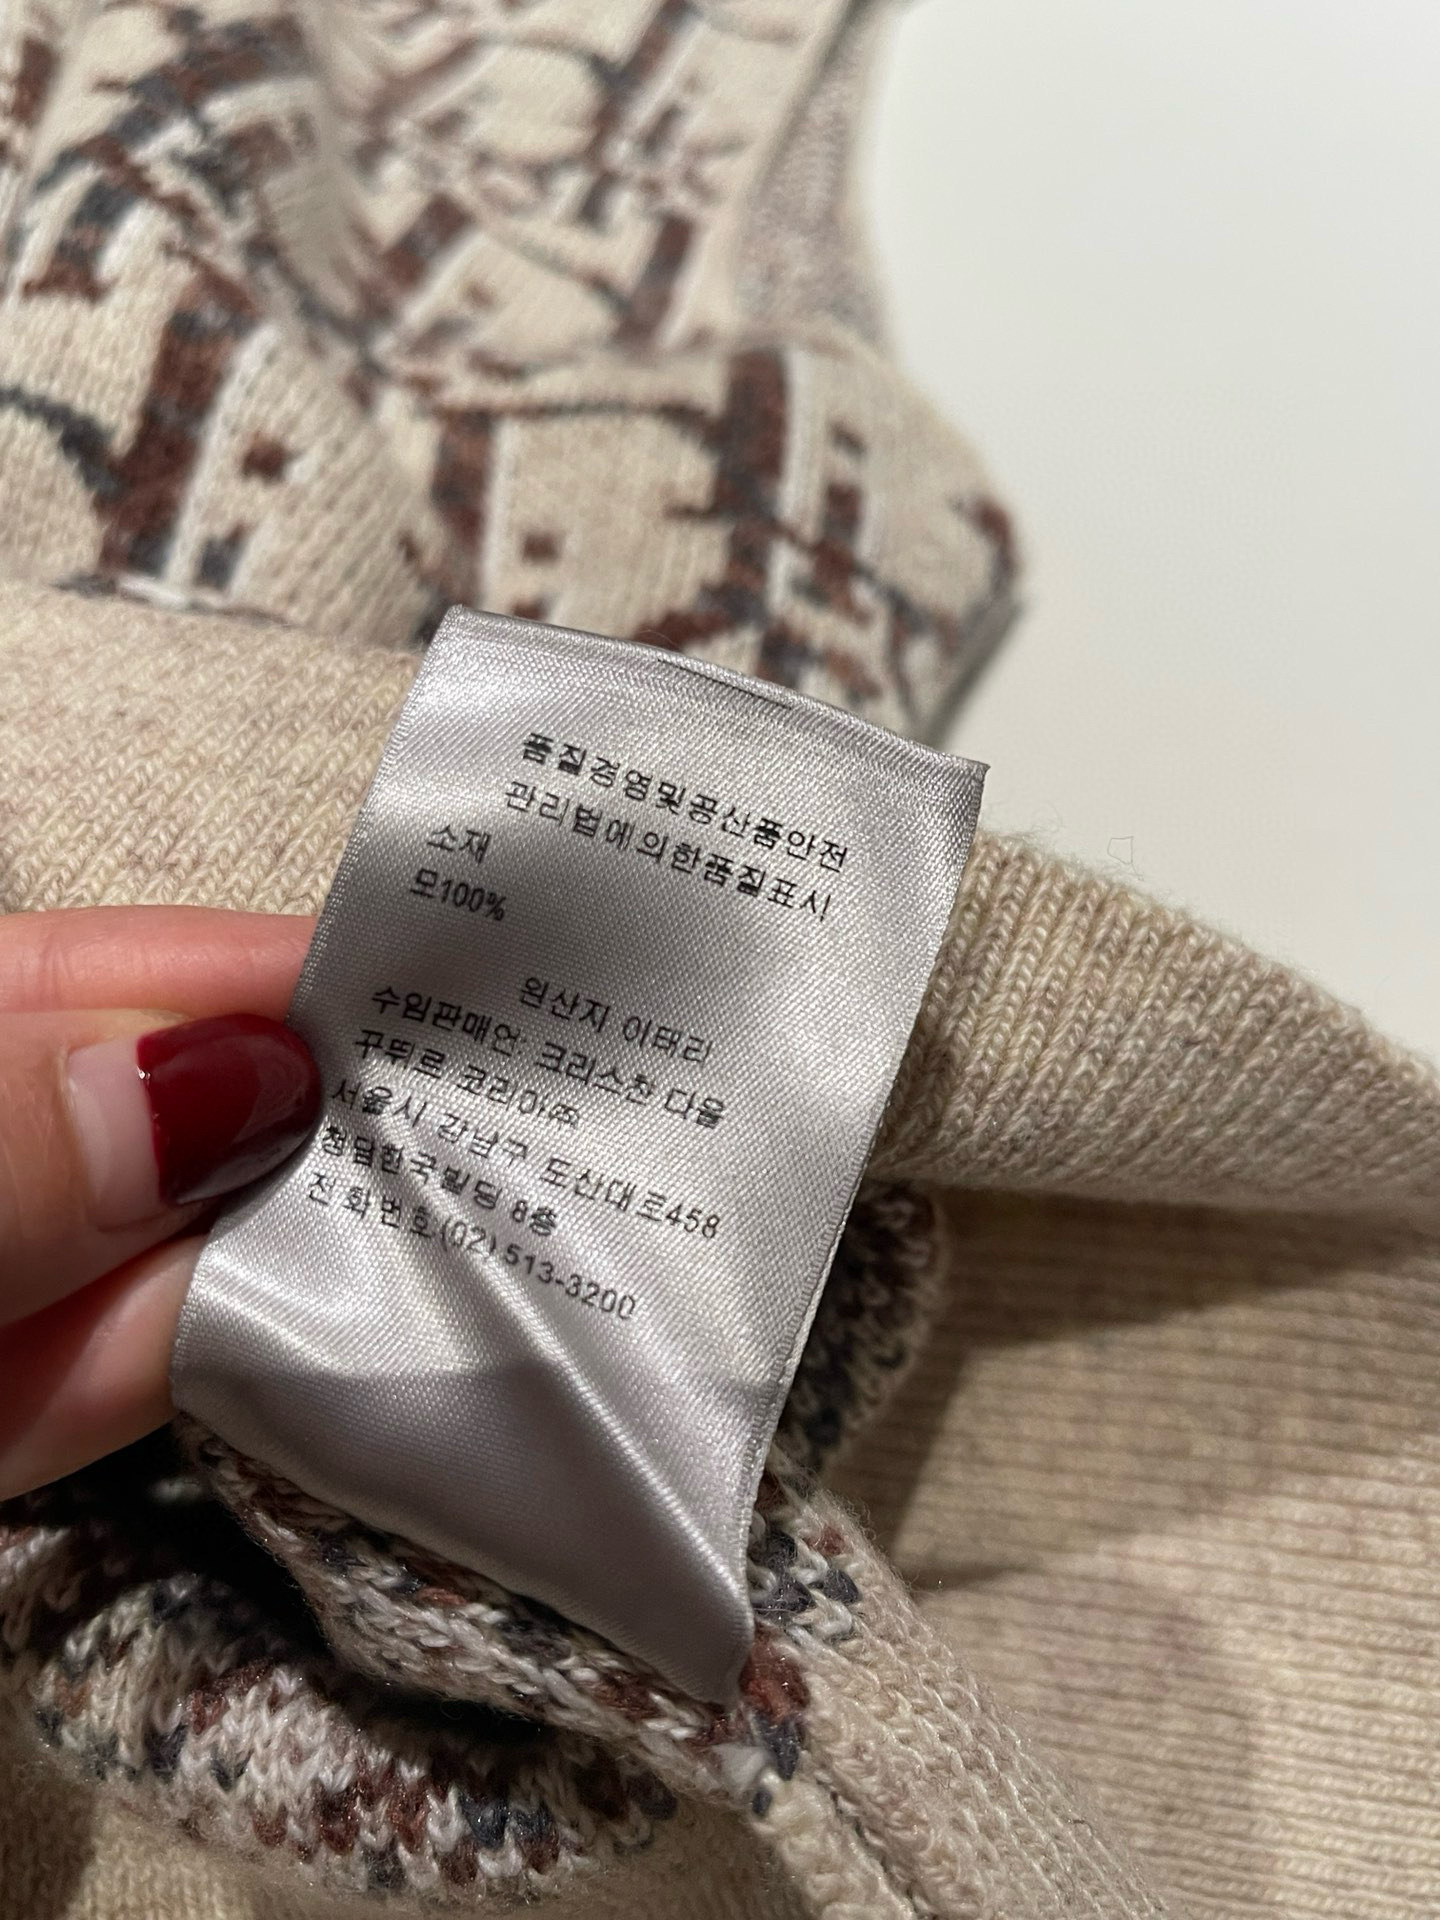 품질경영및공산품안전
관리법에의한품질표시
소재
모100%
원산지 이태리
수입판매언: 크리스챤 디올
꾸뛰르 코리아㈜
서울시 강남구 도산대로458
청담한국빌딩 8층
전화번호(02)513-3200